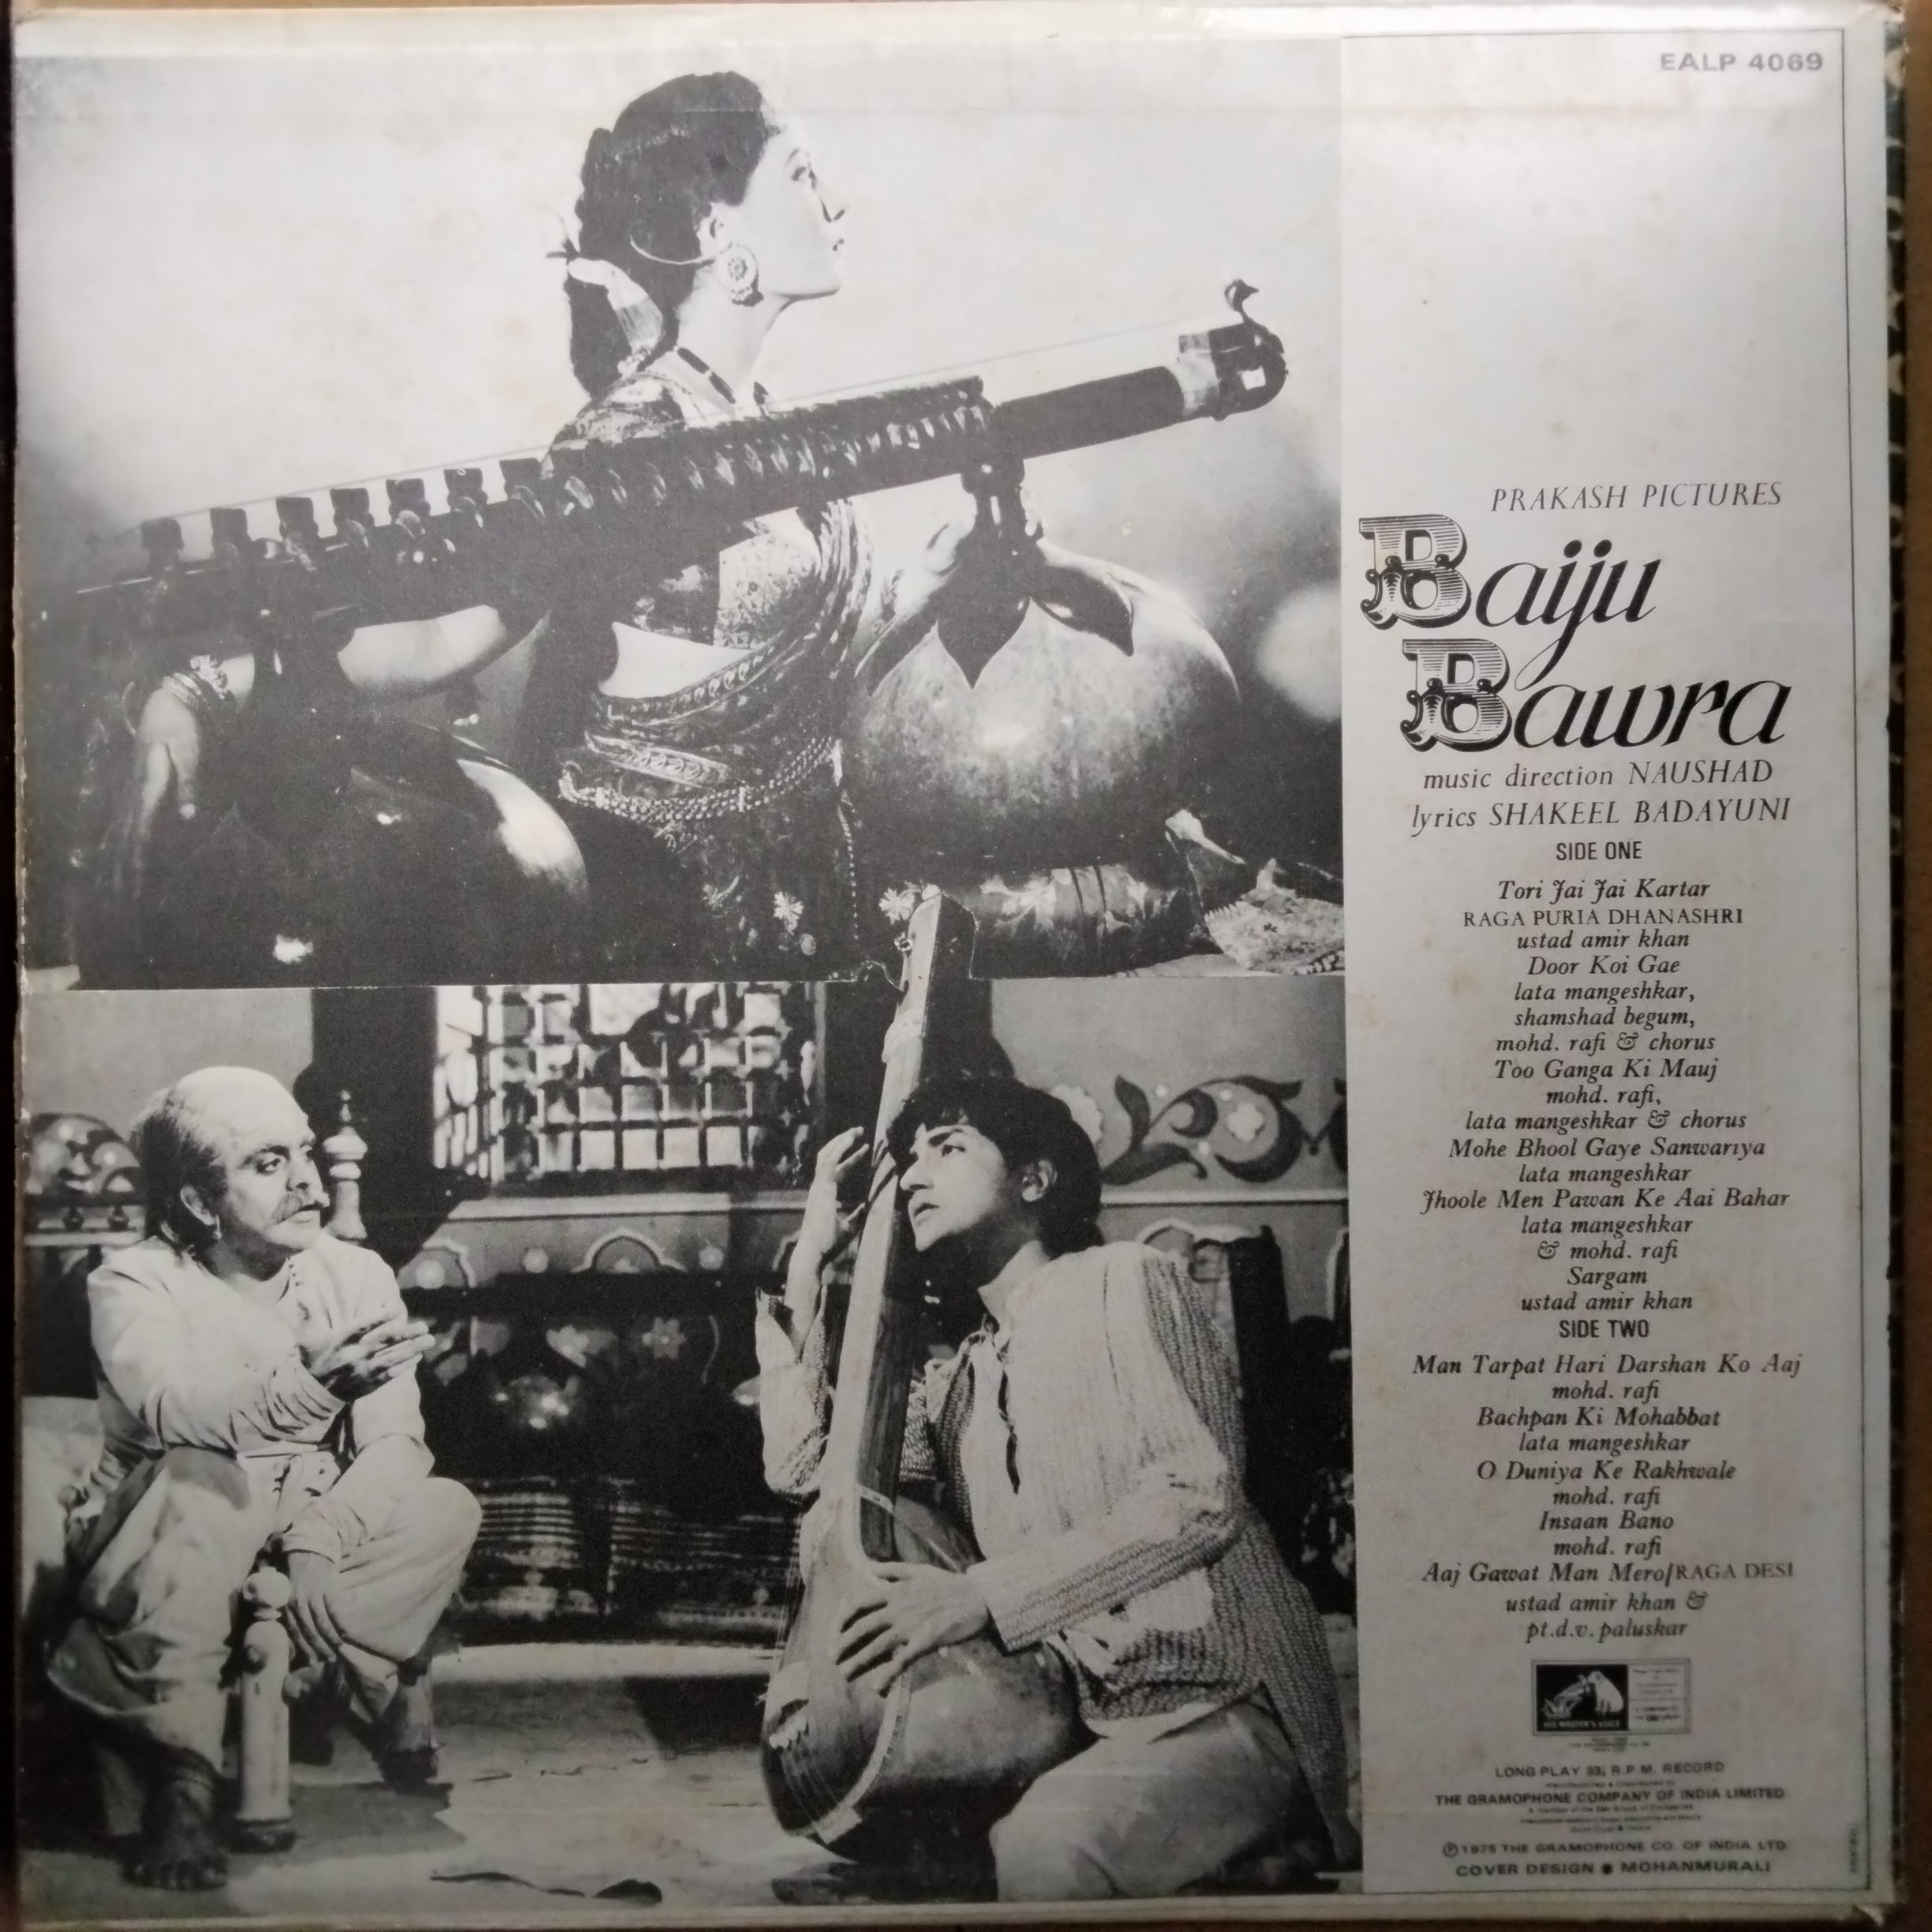 EALP 4069
PRAKASH PICTURES
Baiju
Bawra
music direction NAUSHAD
lyrics SHAKEEL BADAYUNI
SIDE ONE
Tori Jai Jai Kartar
RAGA PURIA DHANASHRI
ustad amir khan
Door Koi Gae
lata mangeshkar,
shamshad begum,
mohd. rafi & chorus
Too Ganga Ki Mauj
mohd. rafi,
lata mangeshkar & chorus
Mohe Bhool Gaye Sanwariya
lata mangeshkar
Jhoole Men Pawan Ke Aai Bahar
lata mangeshkar
& mohd. rafi
Sargam
ustad amir khan
SIDE TWO
Man Tarpat Hari Darshan Ko Aaj
mohd. rafi
Bachpan Ki Mohabbat
lata mangeshkar
O Duniya Ke Rakhwale
mohd. rafi
Insaan Bano
mohd. rafi
Aaj Gawat Man Mero/RAGA DESI
ustad amir khan &
pt.d.v.paluskar
HIS MASTER'S VOICE
LONG PLAY 33⅓ R.P.M. RECORD
THE GRAMOPHONE COMPANY OF INDIA LIMITED
℗ 1975 THE GRAMOPHONE CO. OF INDIA LTD
COVER DESIGN ● MOHANMURALI